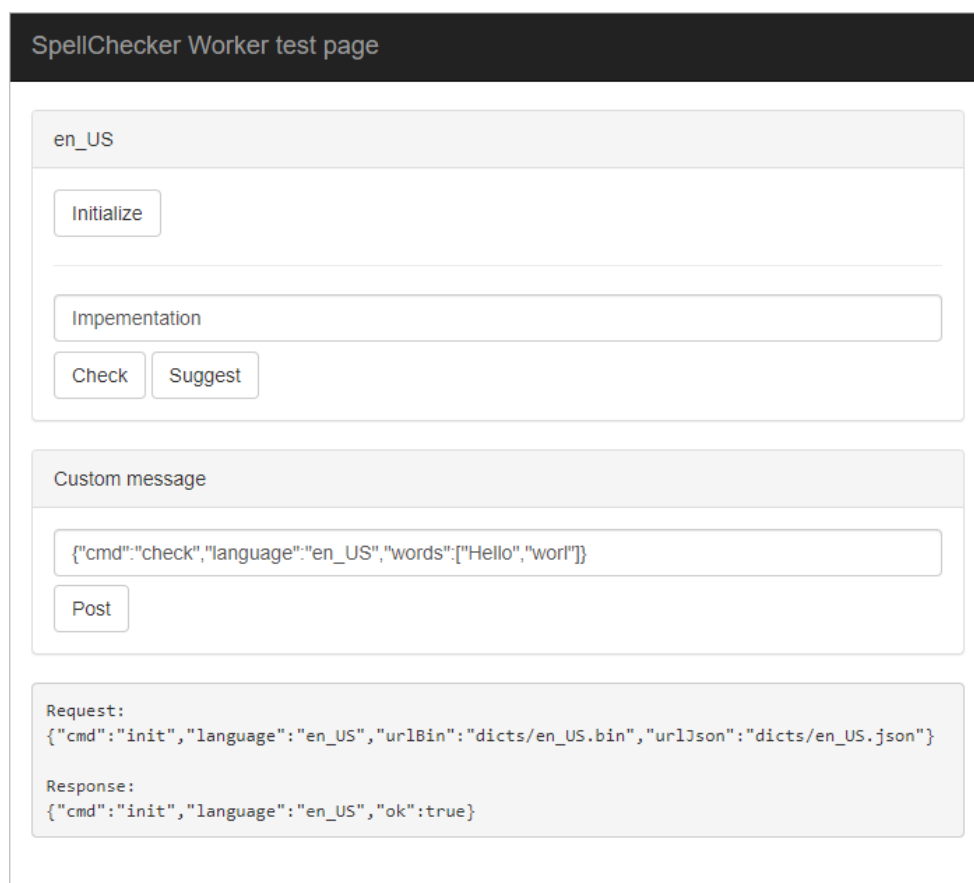 SpellChecker Worker test page
en_US
Initialize
Impementation
Check Suggest
Custom message
{"cmd":"check","language":"en_US","words":["Hello","worl"]}
Post
Request:
{"cmd":"init","language":"en_US","urlBin":"dicts/en_US.bin","urlJson":"dicts/en_US.json"}
Response:
{"cmd":"init","language":"en_US","ok":true}